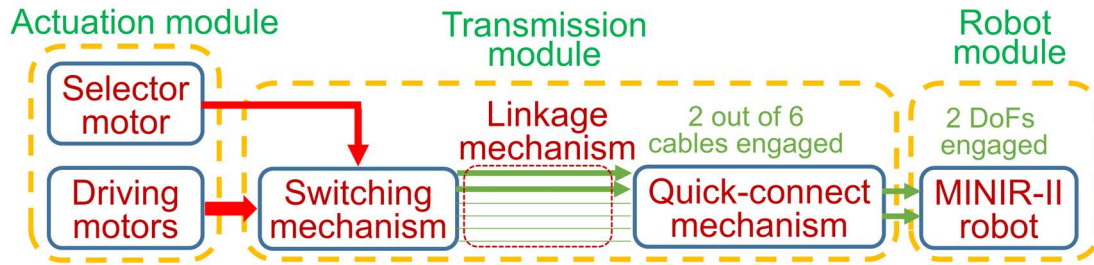 Actuation module
Transmission
module
Robot
module
Selector
motor
Driving
motors
Switching
mechanism
Linkage
mechanism
2 out of 6
cables engaged
Quick-connect
mechanism
2 DoFs
engaged
MINIR-II
robot